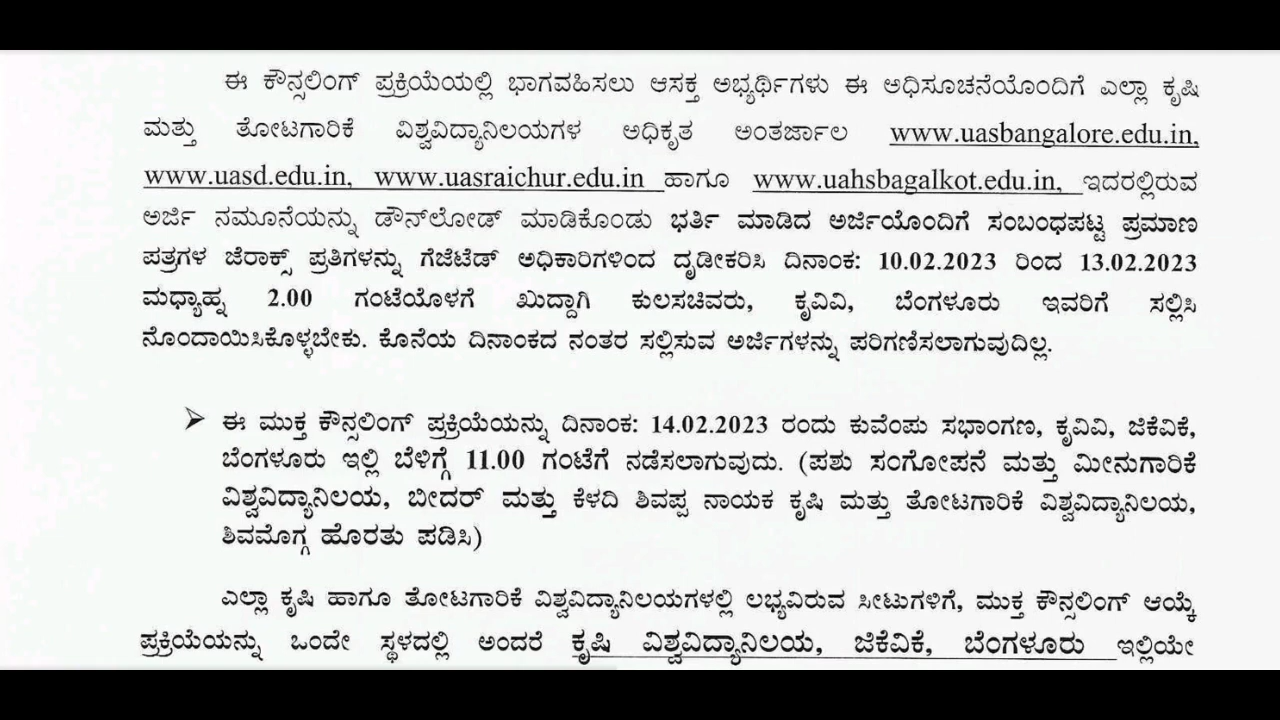 ಈ ಕೌನ್ಸಲಿಂಗ್ ಪ್ರಕ್ರಿಯೆಯಲ್ಲಿ ಭಾಗವಹಿಸಲು ಆಸಕ್ತ ಅಭ್ಯರ್ಥಿಗಳು ಈ ಅಧಿಸೂಚನೆಯೊಂದಿಗೆ ಎಲ್ಲಾ ಕೃಷಿ
ಮತ್ತು ತೋಟಗಾರಿಕೆ ವಿಶ್ವವಿದ್ಯಾನಿಲಯಗಳ ಅಧಿಕೃತ ಅಂತರ್ಜಾಲ www.uasbangalore.edu.in,
www.uasd.edu.in, www.uasraichur.edu.in ಹಾಗೂ www.uahsbagalkot.edu.in, ಇದರಲ್ಲಿರುವ
ಅರ್ಜಿ ನಮೂನೆಯನ್ನು ಡೌನ್‌ಲೋಡ್ ಮಾಡಿಕೊಂಡು ಭರ್ತಿ ಮಾಡಿದ ಅರ್ಜಿಯೊಂದಿಗೆ ಸಂಬಂಧಪಟ್ಟ ಪ್ರಮಾಣ
ಪತ್ರಗಳ ಜೆರಾಕ್ಸ್ ಪ್ರತಿಗಳನ್ನು ಗೆಜೆಟೆಡ್ ಅಧಿಕಾರಿಗಳಿಂದ ದೃಡೀಕರಿಸಿ ದಿನಾಂಕ: 10.02.2023 ರಿಂದ 13.02.2023
ಮಧ್ಯಾಹ್ನ 2.00 ಗಂಟೆಯೊಳಗೆ ಖುದ್ದಾಗಿ ಕುಲಸಚಿವರು, ಕೃವಿವಿ, ಬೆಂಗಳೂರು ಇವರಿಗೆ ಸಲ್ಲಿಸಿ
ನೊಂದಾಯಿಸಿಕೊಳ್ಳಬೇಕು. ಕೊನೆಯ ದಿನಾಂಕದ ನಂತರ ಸಲ್ಲಿಸುವ ಅರ್ಜಿಗಳನ್ನು ಪರಿಗಣಿಸಲಾಗುವುದಿಲ್ಲ.
➢ ಈ ಮುಕ್ತ ಕೌನ್ಸಲಿಂಗ್ ಪ್ರಕ್ರಿಯೆಯನ್ನು ದಿನಾಂಕ: 14.02.2023 ರಂದು ಕುವೆಂಪು ಸಭಾಂಗಣ, ಕೃವಿವಿ, ಜಿಕೆವಿಕೆ,
ಬೆಂಗಳೂರು ಇಲ್ಲಿ ಬೆಳಿಗ್ಗೆ 11.00 ಗಂಟೆಗೆ ನಡೆಸಲಾಗುವುದು. (ಪಶು ಸಂಗೋಪನೆ ಮತ್ತು ಮೀನುಗಾರಿಕೆ
ವಿಶ್ವವಿದ್ಯಾನಿಲಯ, ಬೀದರ್ ಮತ್ತು ಕೆಳದಿ ಶಿವಪ್ಪ ನಾಯಕ ಕೃಷಿ ಮತ್ತು ತೋಟಗಾರಿಕೆ ವಿಶ್ವವಿದ್ಯಾನಿಲಯ,
ಶಿವಮೊಗ್ಗ ಹೊರತು ಪಡಿಸಿ)
ಎಲ್ಲಾ ಕೃಷಿ ಹಾಗೂ ತೋಟಗಾರಿಕೆ ವಿಶ್ವವಿದ್ಯಾನಿಲಯಗಳಲ್ಲಿ ಲಭ್ಯವಿರುವ ಸೀಟುಗಳಿಗೆ, ಮುಕ್ತ ಕೌನ್ಸಲಿಂಗ್ ಆಯ್ಕೆ
ಪ್ರಕ್ರಿಯೆಯನ್ನು ಒಂದೇ ಸ್ಥಳದಲ್ಲಿ ಅಂದರೆ ಕೃಷಿ ವಿಶ್ವವಿದ್ಯಾನಿಲಯ, ಜಿಕೆವಿಕೆ, ಬೆಂಗಳೂರು ಇಲ್ಲಿಯೇ